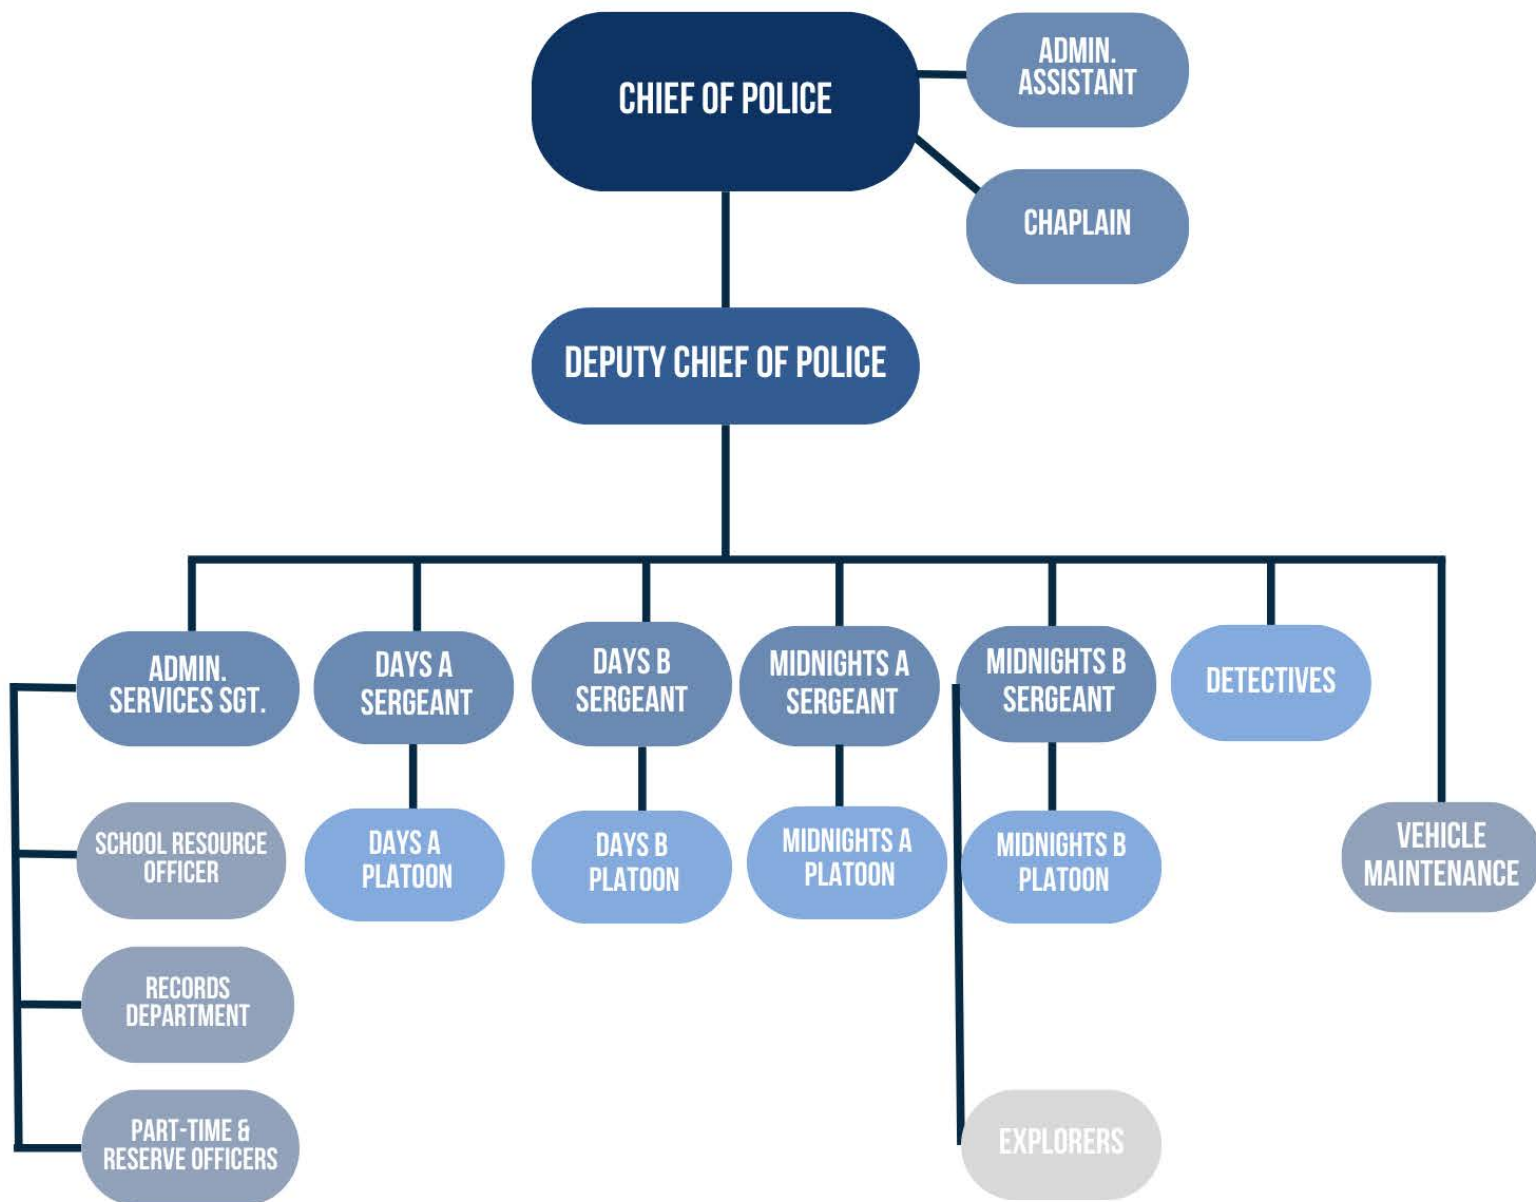 CHIEF OF POLICE
ADMIN.
ASSISTANT
CHAPLAIN
DEPUTY CHIEF OF POLICE
ADMIN.
SERVICES SGT.
DAYS A
SERGEANT
DAYS B
SERGEANT
MIDNIGHTS A
SERGEANT
MIDNIGHTS B
SERGEANT
DETECTIVES
SCHOOL RESOURCE
OFFICER
DAYS A
PLATOON
DAYS B
PLATOON
MIDNIGHTS A
PLATOON
MIDNIGHTS B
PLATOON
VEHICLE
MAINTENANCE
RECORDS
DEPARTMENT
PART-TIME &
RESERVE OFFICERS
EXPLORERS